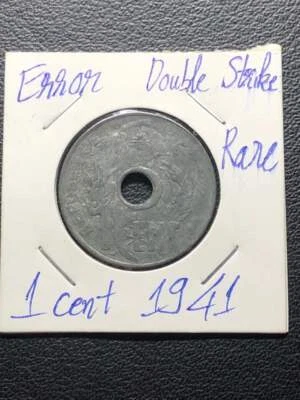 Error Double Strike
Rare
1 cent 1941